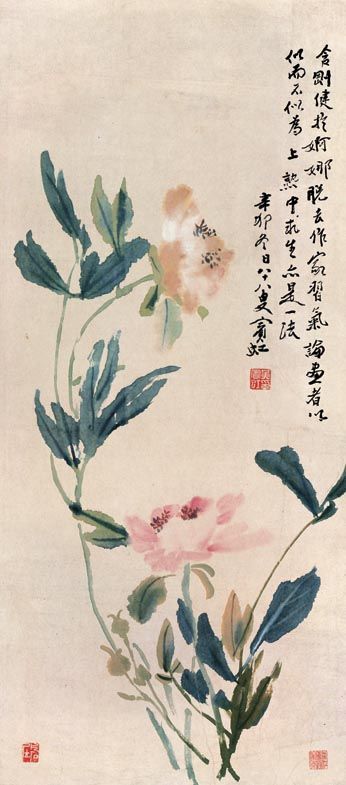 含剛健於婀娜脫去作家習氣論畫者以
似而不似為上熟中求生亦是一法
辛卯冬日八十八叟賓虹